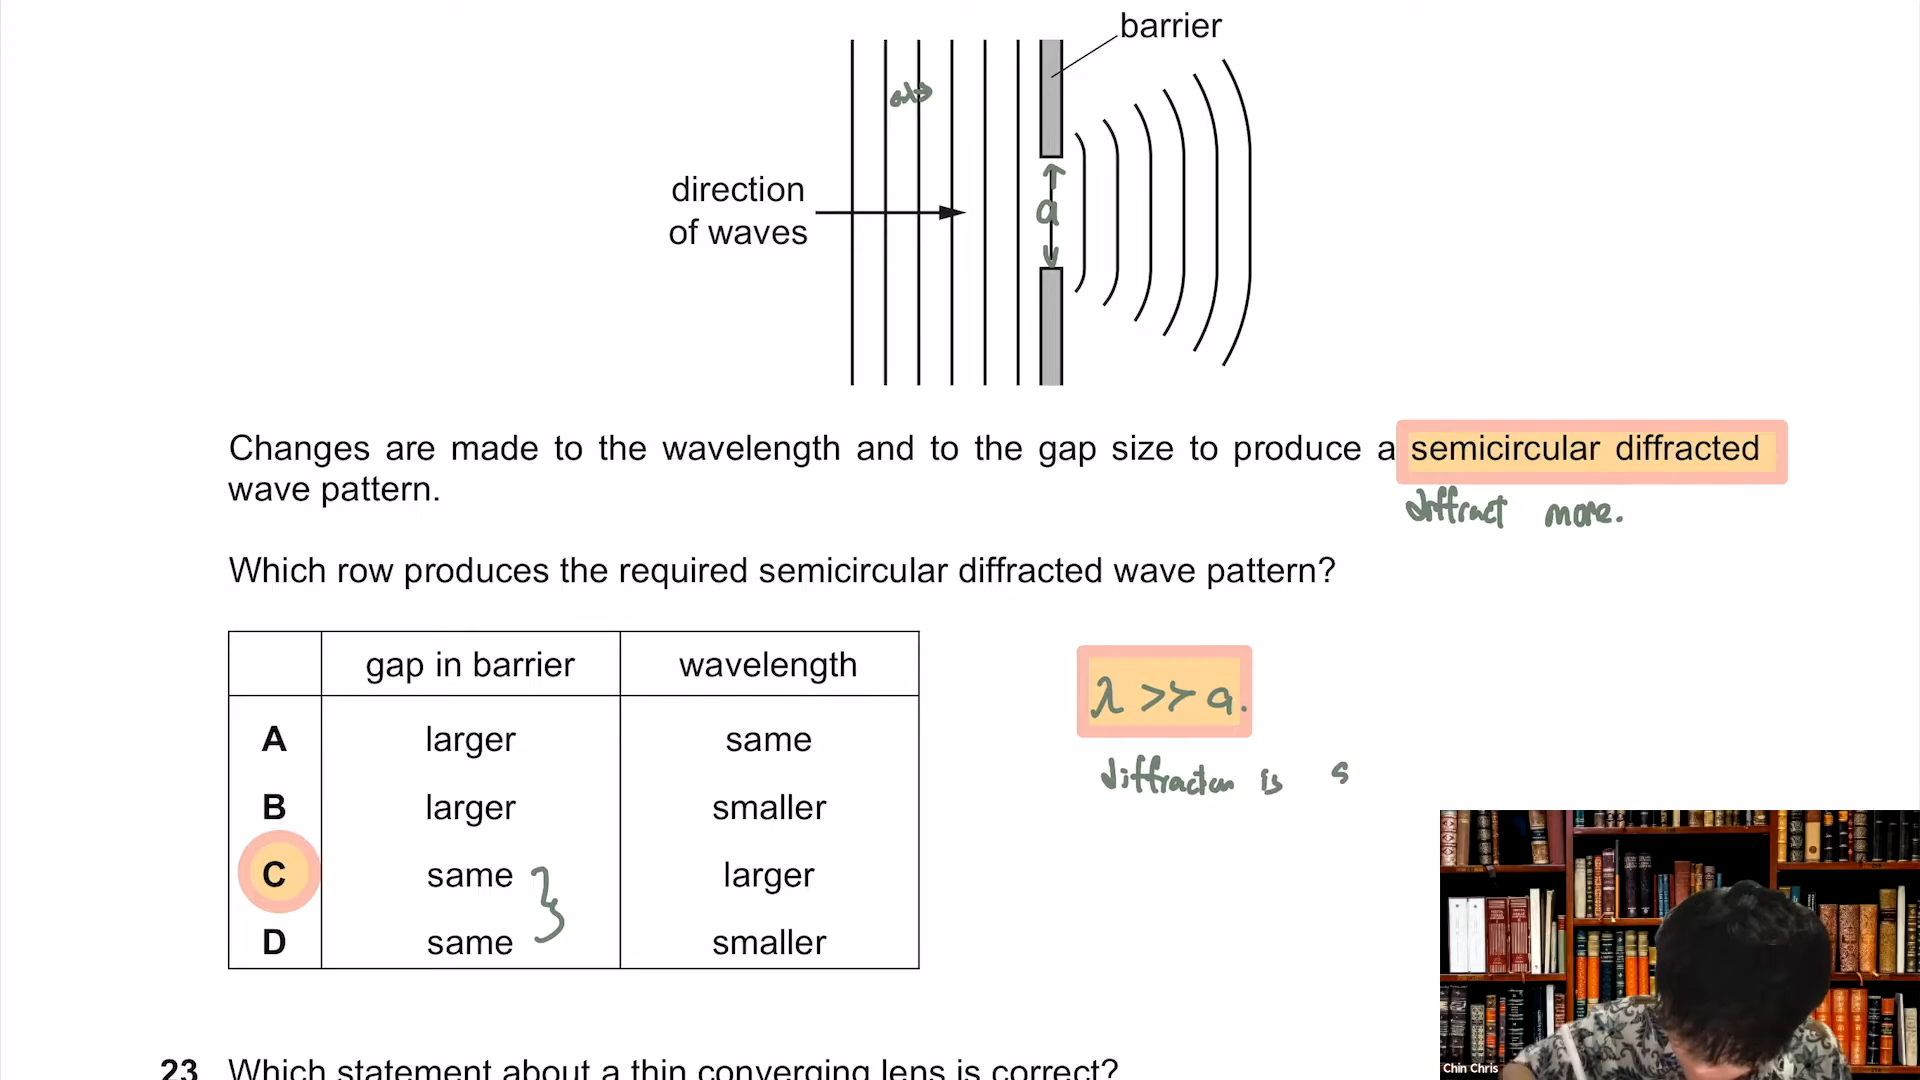 barrier
direction
of waves
a
Changes are made to the wavelength and to the gap size to produce a semicircular diffracted
wave pattern.
diffract more.
Which row produces the required semicircular diffracted wave pattern?
gap in barrier wavelength
A larger same
B larger smaller
C same larger
D same smaller
λ >> a.
diffraction is s
23 Which statement about a thin converging lens is correct?
Chin Chris